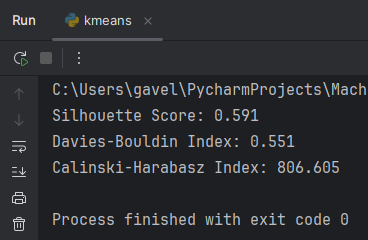 Run kmeans
C:\Users\gavel\PycharmProjects\Mach
Silhouette Score: 0.591
Davies-Bouldin Index: 0.551
Calinski-Harabasz Index: 806.605
Process finished with exit code 0